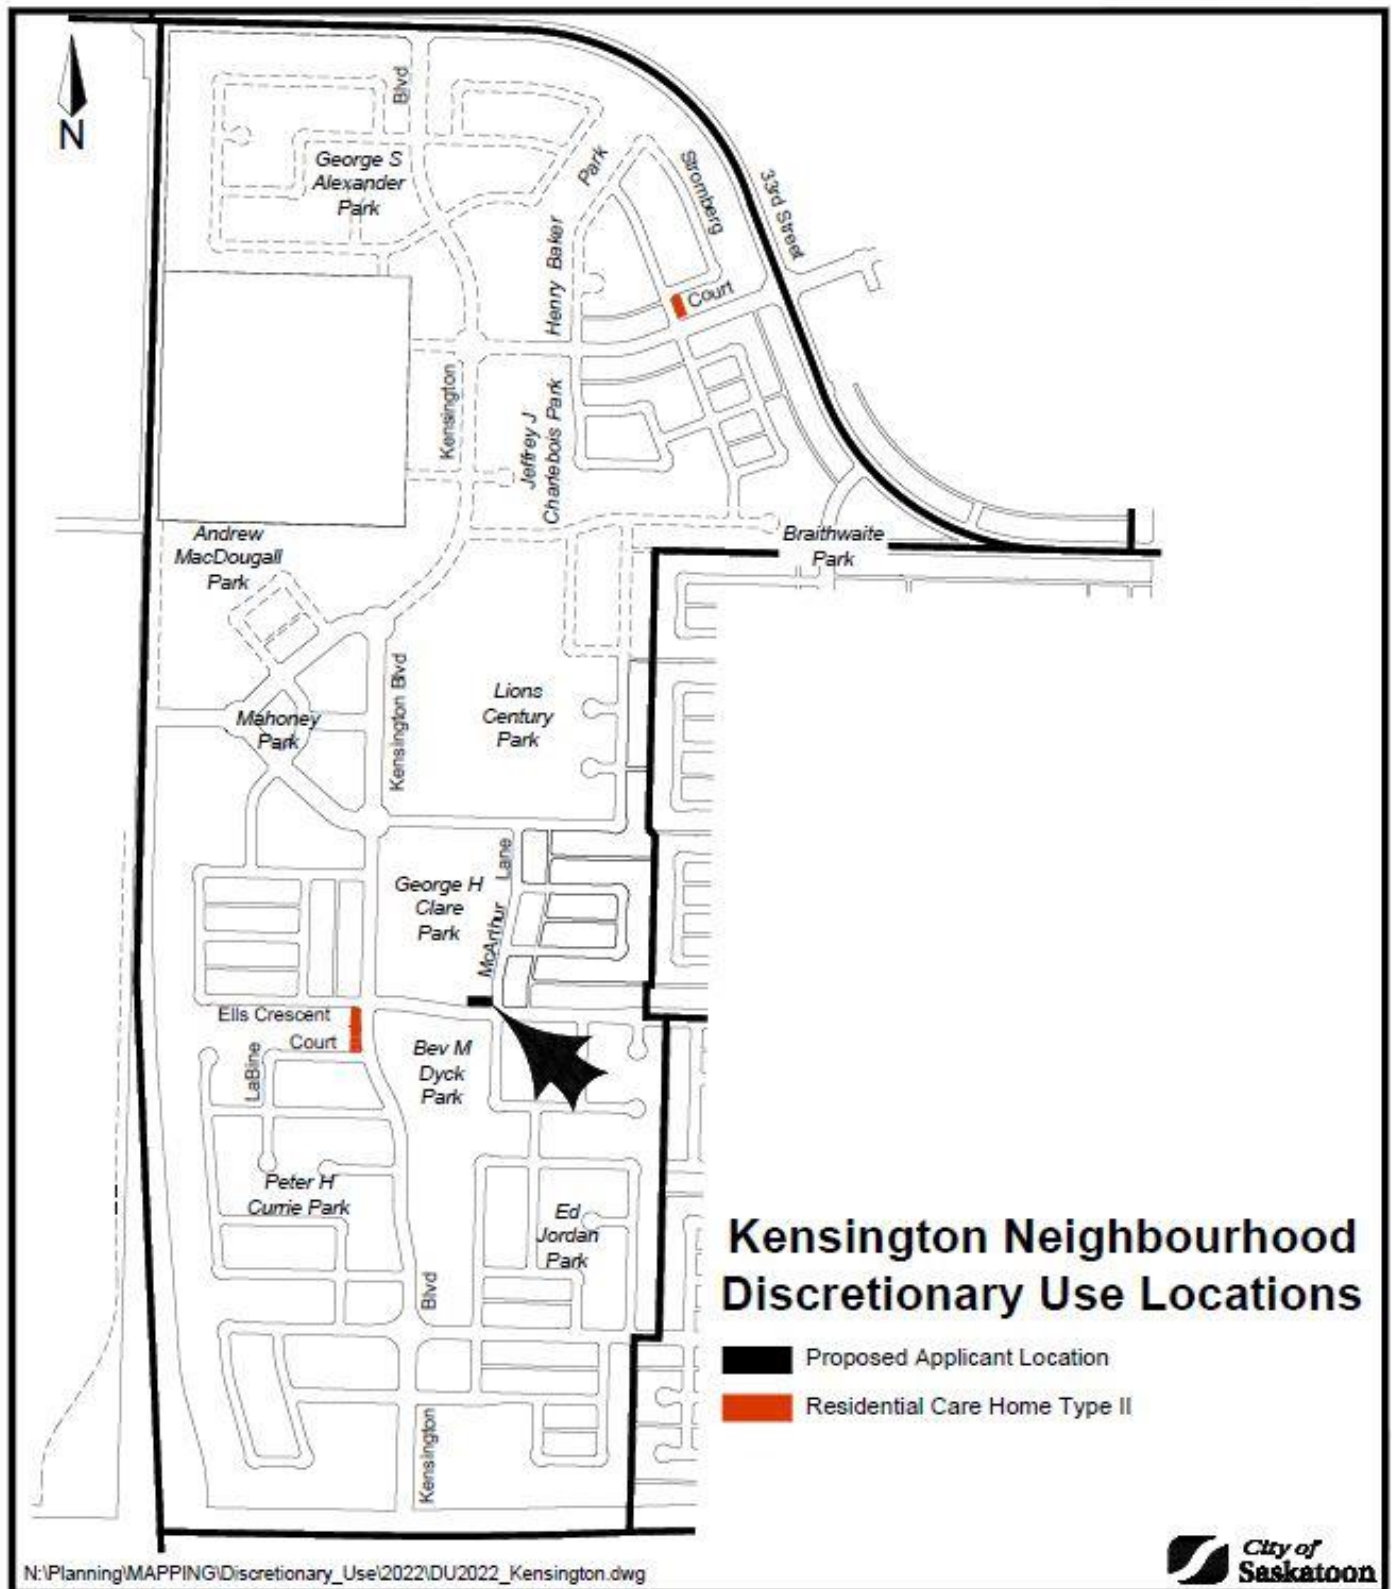 N
Blvd
George S
Alexander
Park
Park
Henry Baker
Stromberg
Court
33rd Street
Kensington
Jeffrey J
Charlebois Park
Andrew
MacDougall
Park
Braithwaite
Park
Kensington Blvd
Lions
Century
Park
Mahoney
Park
George H
Clare
Park
McArthur
Lane
Ells Crescent
Court
LaBine
Bev M
Dyck
Park
Peter H
Currie Park
Ed
Jordan
Park
Blvd
Kensington
Kensington Neighbourhood
Discretionary Use Locations
Proposed Applicant Location
Residential Care Home Type II
N:\Planning\MAPPING\Discretionary_Use\2022\DU2022_Kensington.dwg
City of
Saskatoon